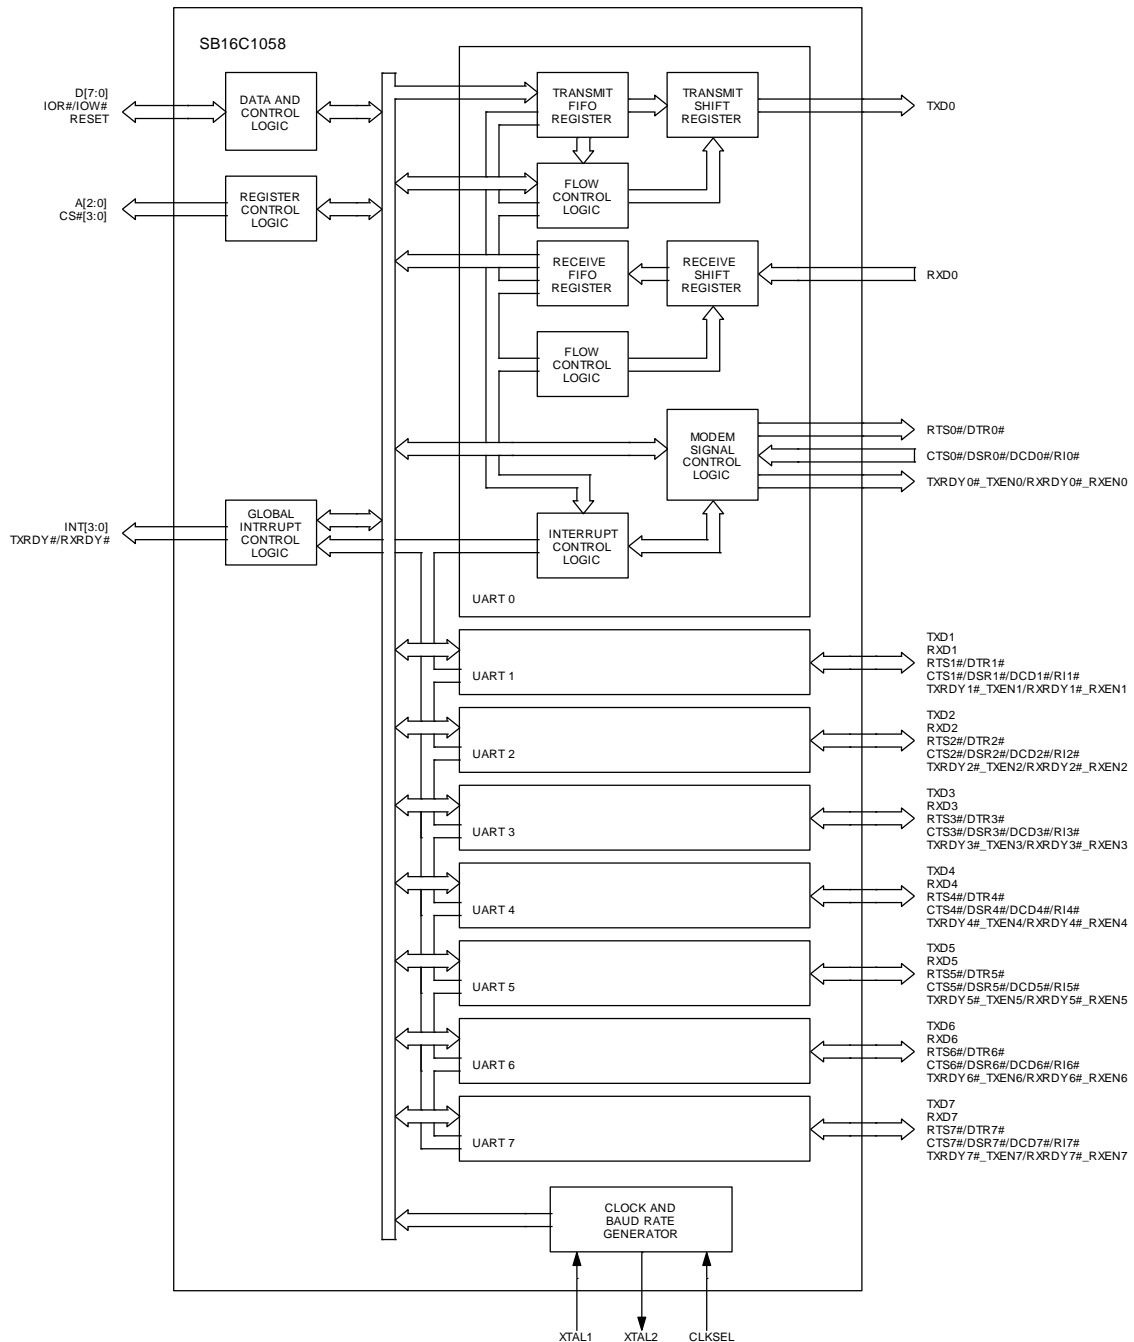 SB16C1058
D[7:0]
IOR#/IOW#
RESET
DATA AND
CONTROL
LOGIC
TRANSMIT
FIFO
REGISTER
TRANSMIT
SHIFT
REGISTER
TXD0
A[2:0]
CS#[3:0]
REGISTER
CONTROL
LOGIC
FLOW
CONTROL
LOGIC
RECEIVE
FIFO
REGISTER
RECEIVE
SHIFT
REGISTER
RXD0
FLOW
CONTROL
LOGIC
MODEM
SIGNAL
CONTROL
LOGIC
RTS0#/DTR0#
CTS0#/DSR0#/DCD0#/RI0#
TXRDY0#_TXEN0/RXRDY0#_RXEN0
INT[3:0]
TXRDY#/RXRDY#
GLOBAL
INTRRUPT
CONTROL
LOGIC
INTERRUPT
CONTROL
LOGIC
UART 0
UART 1
TXD1
RXD1
RTS1#/DTR1#
CTS1#/DSR1#/DCD1#/RI1#
TXRDY1#_TXEN1/RXRDY1#_RXEN1
UART 2
TXD2
RXD2
RTS2#/DTR2#
CTS2#/DSR2#/DCD2#/RI2#
TXRDY2#_TXEN2/RXRDY2#_RXEN2
UART 3
TXD3
RXD3
RTS3#/DTR3#
CTS3#/DSR3#/DCD3#/RI3#
TXRDY3#_TXEN3/RXRDY3#_RXEN3
UART 4
TXD4
RXD4
RTS4#/DTR4#
CTS4#/DSR4#/DCD4#/RI4#
TXRDY4#_TXEN4/RXRDY4#_RXEN4
UART 5
TXD5
RXD5
RTS5#/DTR5#
CTS5#/DSR5#/DCD5#/RI5#
TXRDY5#_TXEN5/RXRDY5#_RXEN5
UART 6
TXD6
RXD6
RTS6#/DTR6#
CTS6#/DSR6#/DCD6#/RI6#
TXRDY6#_TXEN6/RXRDY6#_RXEN6
UART 7
TXD7
RXD7
RTS7#/DTR7#
CTS7#/DSR7#/DCD7#/RI7#
TXRDY7#_TXEN7/RXRDY7#_RXEN7
CLOCK AND
BAUD RATE
GENERATOR
XTAL1
XTAL2
CLKSEL